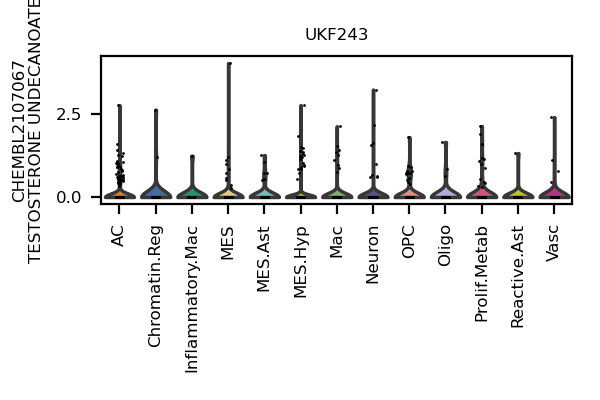 UKF243
CHEMBL2107067
TESTOSTERONE UNDECANOATE
2.5
0.0
AC
Chromatin.Reg
Inflammatory.Mac
MES
MES.Ast
MES.Hyp
Mac
Neuron
OPC
Oligo
Prolif.Metab
Reactive.Ast
Vasc